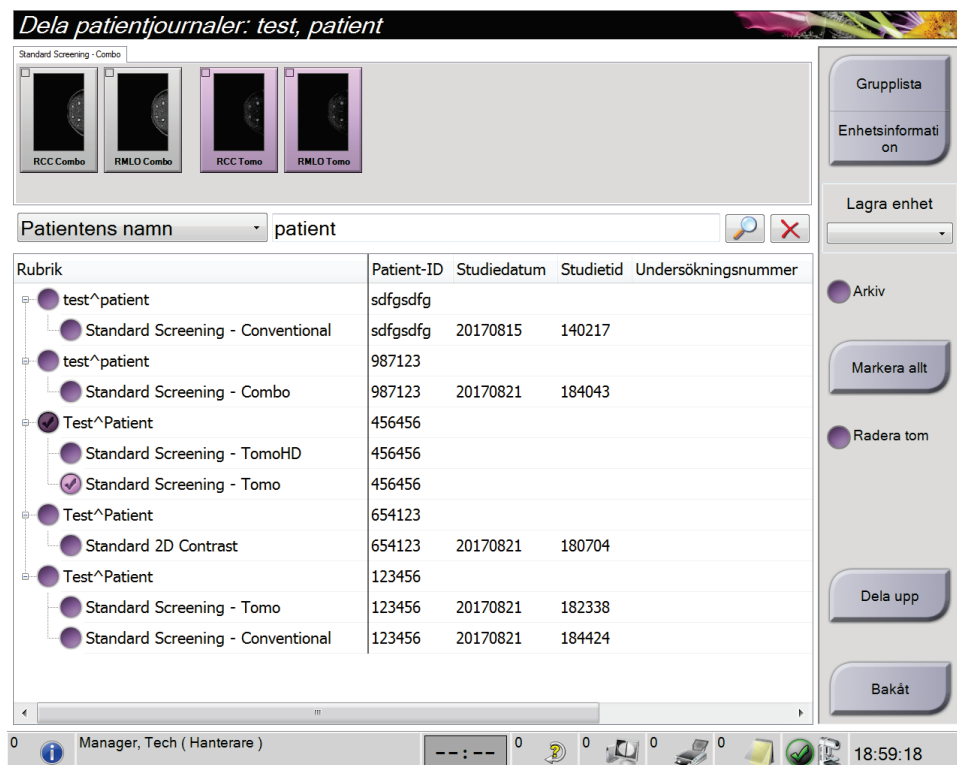 Dela patientjournaler: test, patient
Standard Screening - Combo
RCC Combo RMLO Combo RCC Tomo RMLO Tomo
Grupplista
Enhetsinformati
on
Lagra enhet
Patientens namn patient
Rubrik Patient-ID Studiedatum Studietid Undersökningsnummer
test^patient sdfgsdfg
Standard Screening - Conventional sdfgsdfg 20170815 140217
test^patient 987123
Standard Screening - Combo 987123 20170821 184043
Test^Patient 456456
Standard Screening - TomoHD 456456
Standard Screening - Tomo 456456
Test^Patient 654123
Standard 2D Contrast 654123 20170821 180704
Test^Patient 123456
Standard Screening - Tomo 123456 20170821 182338
Standard Screening - Conventional 123456 20170821 184424
Arkiv
Markera allt
Radera tom
Dela upp
Bakåt
0 Manager, Tech ( Hanterare ) --:-- 0 0 0 0 18:59:18